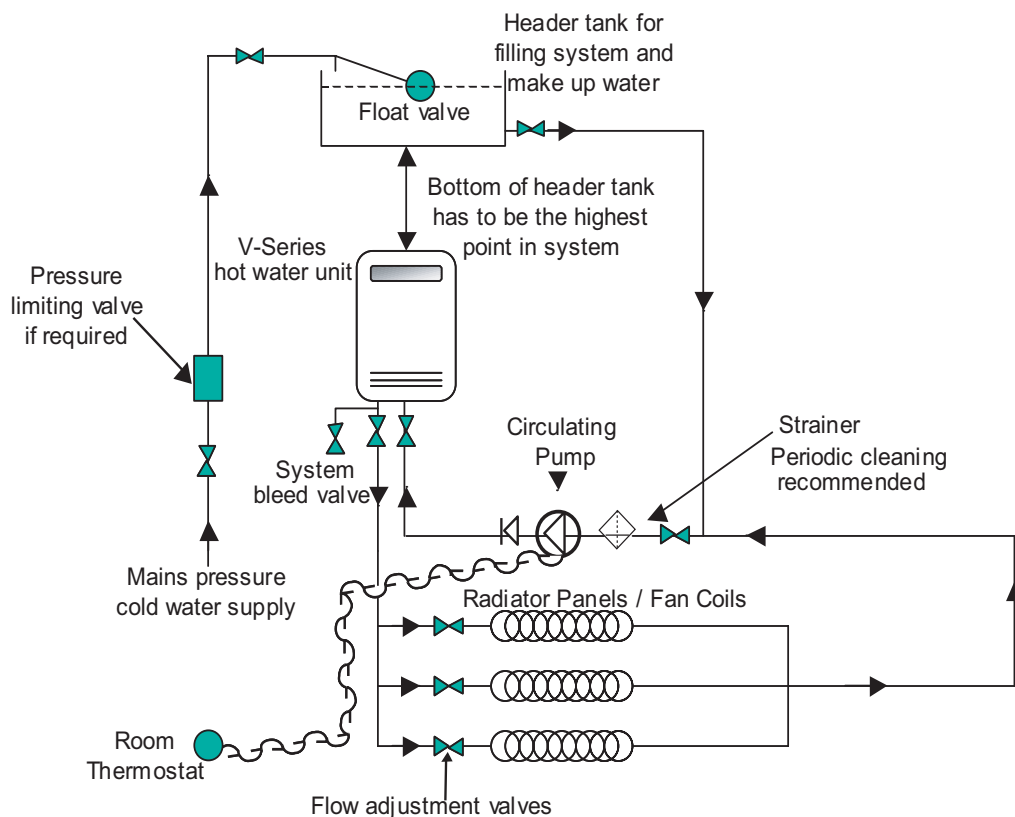 Header tank for
filling system and
make up water
Float valve
Bottom of header tank
has to be the highest
point in system
V-Series
hot water unit
Pressure
limiting valve
if required
Circulating
Pump
Strainer
Periodic cleaning
recommended
System
bleed valve
Mains pressure
cold water supply
Radiator Panels / Fan Coils
Room
Thermostat
Flow adjustment valves